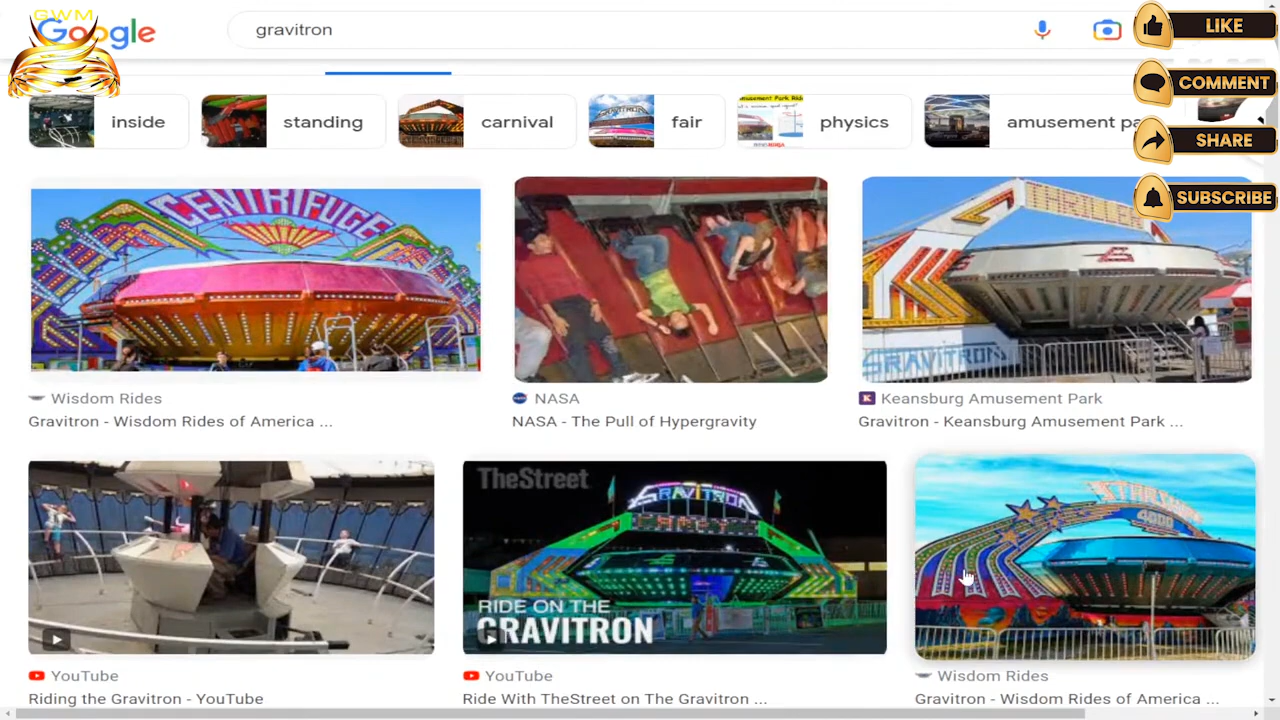 GWM
Google
gravitron
LIKE
COMMENT
SHARE
SUBSCRIBE
inside
standing
carnival
fair
physics
amusement pa
CENTRIFUGE
GRAVITRON
Wisdom Rides
Gravitron - Wisdom Rides of America ...
NASA
NASA - The Pull of Hypergravity
K
Keansburg Amusement Park
Gravitron - Keansburg Amusement Park ...
TheStreet
GRAVITRON
RIDE ON THE
GRAVITRON
STARSHIP
4000
YouTube
Riding the Gravitron - YouTube
YouTube
Ride With TheStreet on The Gravitron ...
Wisdom Rides
Gravitron - Wisdom Rides of America ...